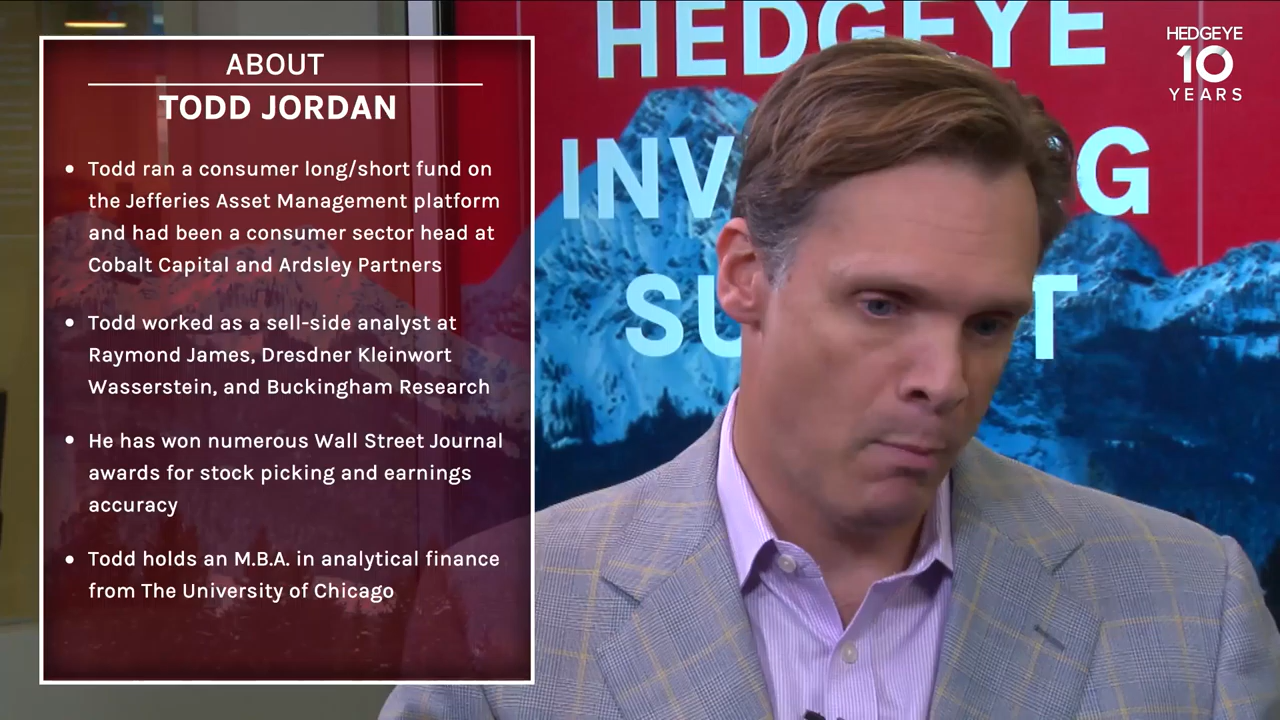 ABOUT
TODD JORDAN
• Todd ran a consumer long/short fund on
the Jefferies Asset Management platform
and had been a consumer sector head at
Cobalt Capital and Ardsley Partners
• Todd worked as a sell-side analyst at
Raymond James, Dresdner Kleinwort
Wasserstein, and Buckingham Research
• He has won numerous Wall Street Journal
awards for stock picking and earnings
accuracy
• Todd holds an M.B.A. in analytical finance
from The University of Chicago
HEDGEYE
INV G
SU T
HEDGEYE
10
YEARS